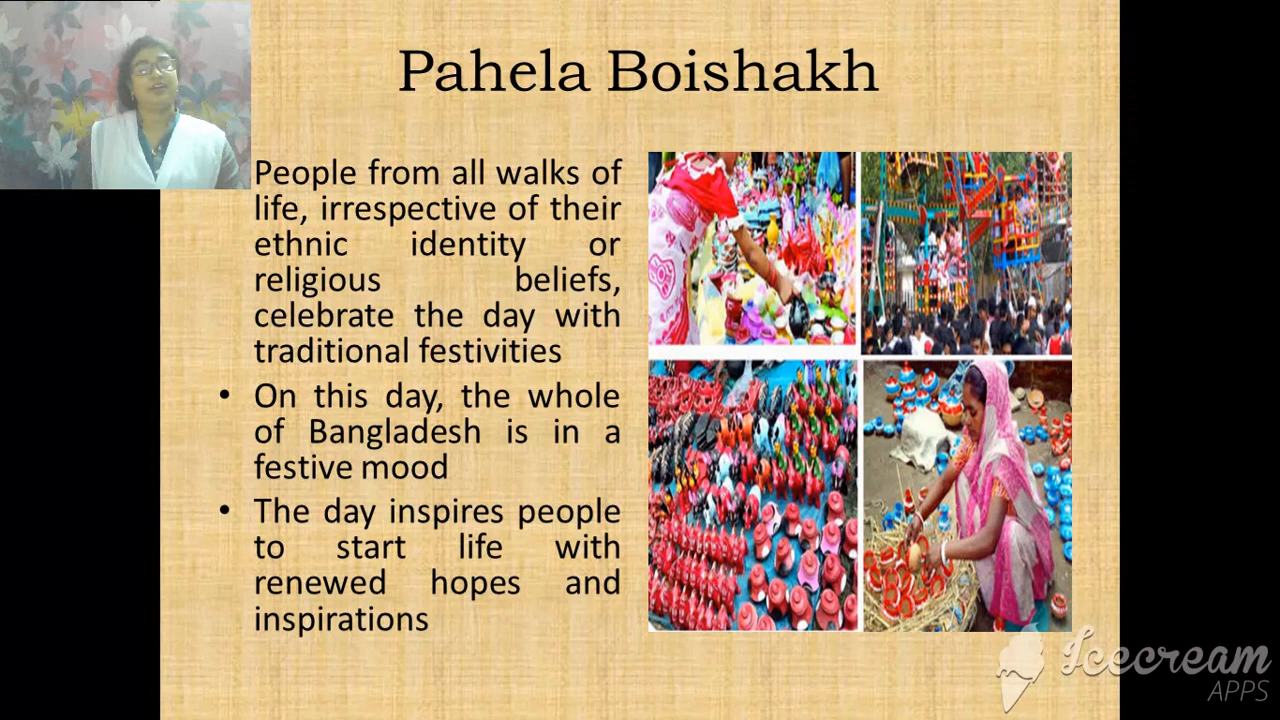 Pahela Boishakh
People from all walks of
life, irrespective of their
ethnic identity or
religious beliefs,
celebrate the day with
traditional festivities
• On this day, the whole
of Bangladesh is in a
festive mood
• The day inspires people
to start life with
renewed hopes and
inspirations
Icecream
APPS